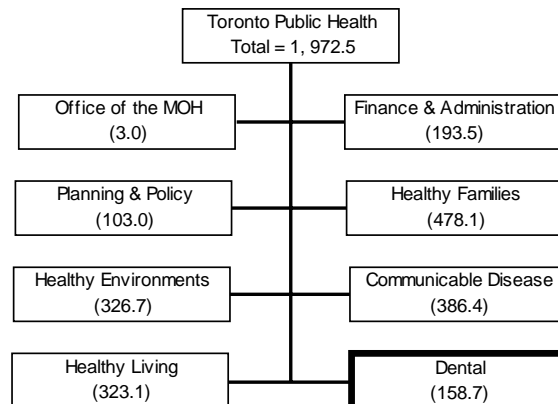 Toronto Public Health
Total = 1, 972.5
Office of the MOH
(3.0)
Finance & Administration
(193.5)
Planning & Policy
(103.0)
Healthy Families
(478.1)
Healthy Environments
(326.7)
Communicable Disease
(386.4)
Healthy Living
(323.1)
Dental
(158.7)